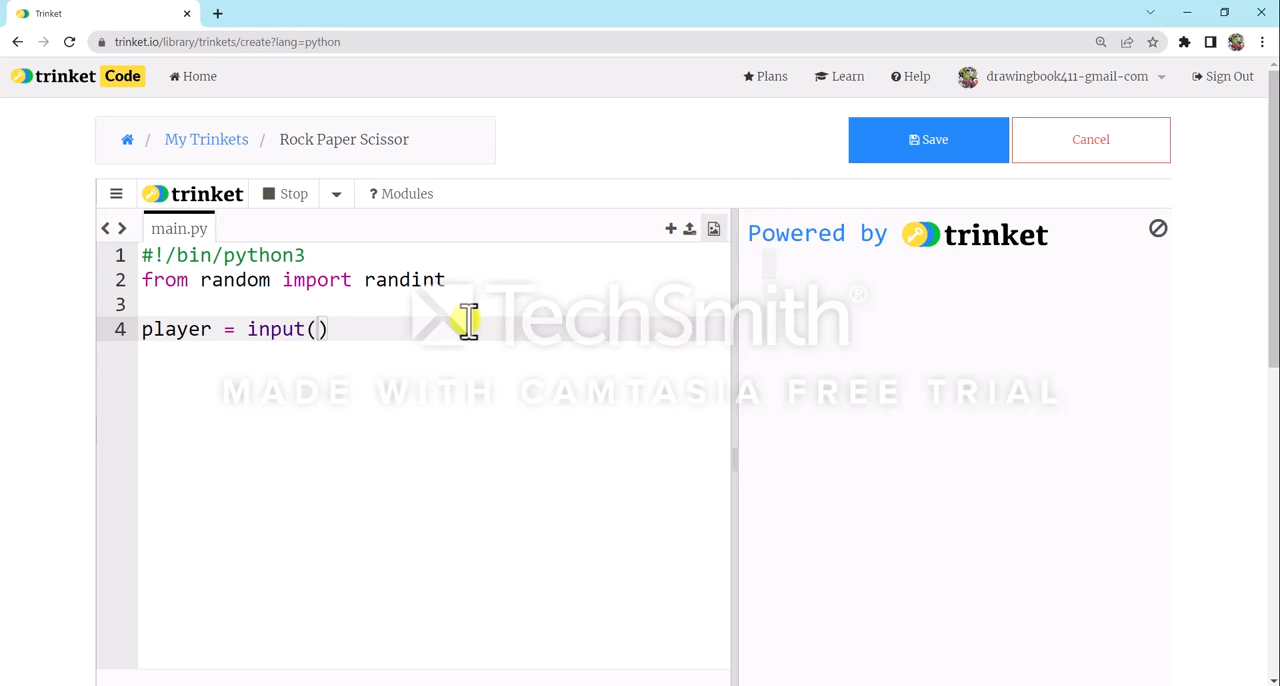 Trinket
trinket.io/library/trinkets/create?lang=python
trinket Code Home Plans Learn Help drawingbook411-gmail-com Sign Out
/ My Trinkets / Rock Paper Scissor Save Cancel
trinket Stop ? Modules
main.py
Powered by trinket
1 #!/bin/python3
2 from random import randint
3
4 player = input()
TechSmith®
MADE WITH CAMTASIA FREE TRIAL